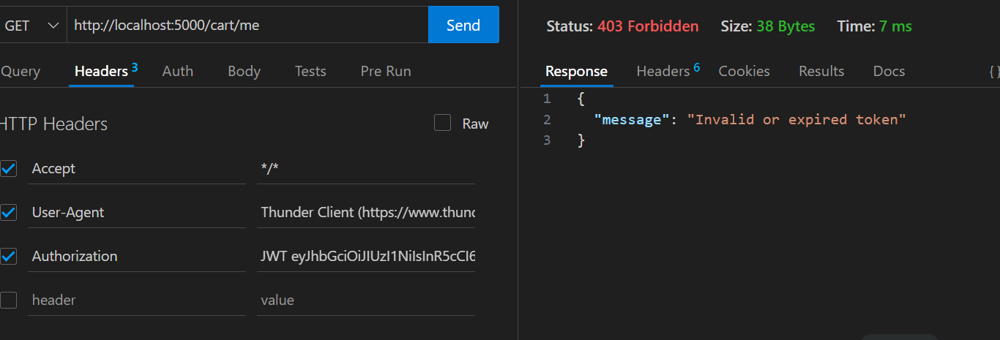 GET
http://localhost:5000/cart/me
Send
Query
Headers 3
Auth
Body
Tests
Pre Run
HTTP Headers
Raw
Accept
*/*
User-Agent
Thunder Client (https://www.thund
Authorization
JWT eyJhbGciOiJIUzI1NiIsInR5cCI6
header
value
Status: 403 Forbidden
Size: 38 Bytes
Time: 7 ms
Response
Headers 6
Cookies
Results
Docs
{}
1 {
2 "message": "Invalid or expired token"
3 }